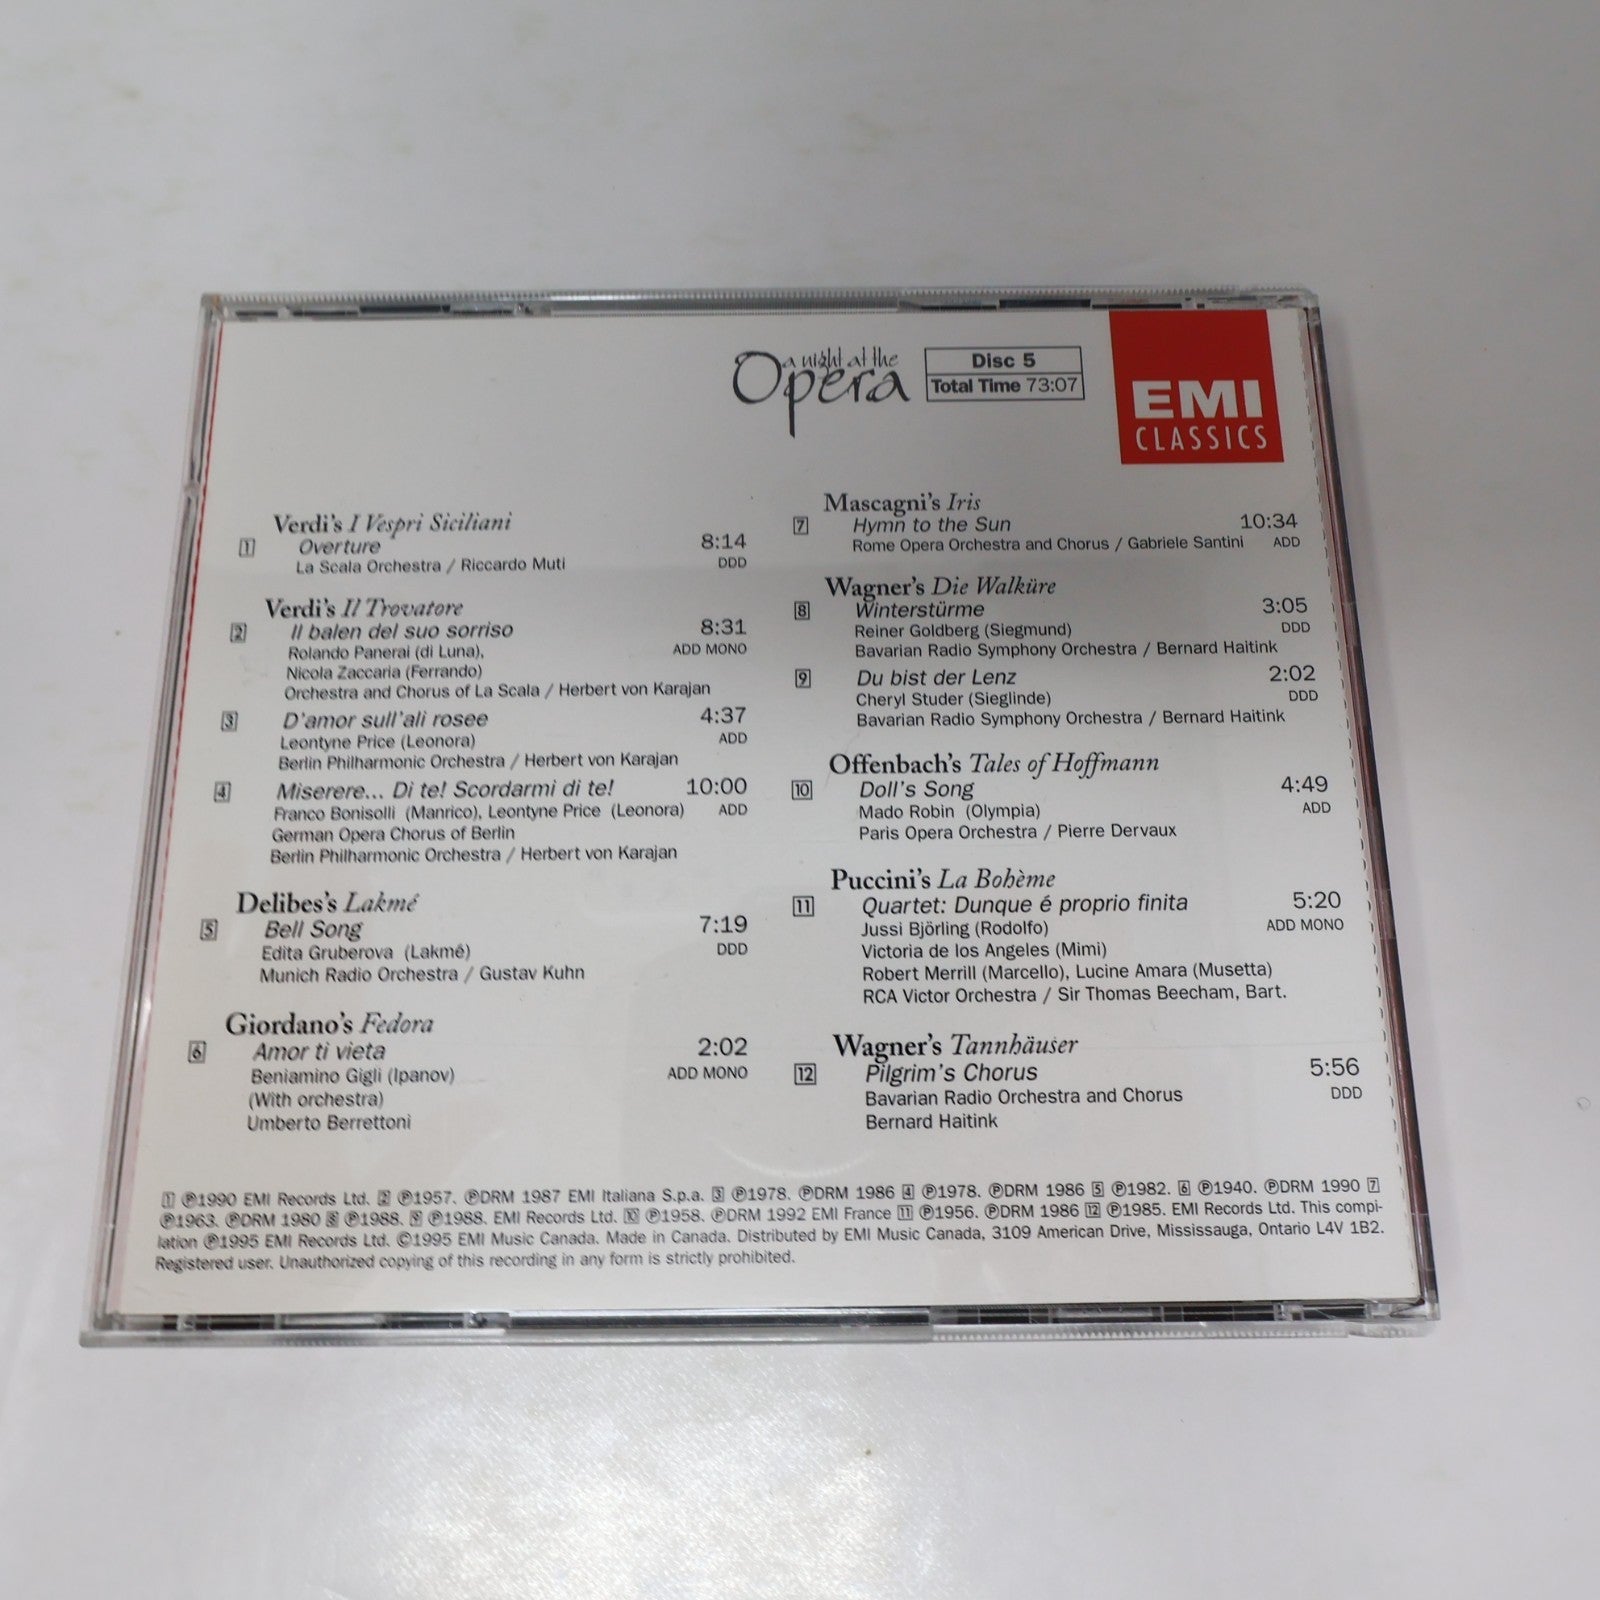 a night at the
Opera
Disc 5
Total Time 73:07
EMI
CLASSICS
Verdi's I Vespri Siciliani
1 Overture 8:14
La Scala Orchestra / Riccardo Muti DDD
Verdi's Il Trovatore
2 Il balen del suo sorriso 8:31
Rolando Panerai (di Luna), ADD MONO
Nicola Zaccaria (Ferrando)
Orchestra and Chorus of La Scala / Herbert von Karajan
3 D'amor sull'ali rosee 4:37
Leontyne Price (Leonora) ADD
Berlin Philharmonic Orchestra / Herbert von Karajan
4 Miserere... Di te! Scordarmi di te! 10:00
Franco Bonisolli (Manrico), Leontyne Price (Leonora) ADD
German Opera Chorus of Berlin
Berlin Philharmonic Orchestra / Herbert von Karajan
Delibes's Lakmé
5 Bell Song 7:19
Edita Gruberova (Lakmé) DDD
Munich Radio Orchestra / Gustav Kuhn
Giordano's Fedora
6 Amor ti vieta 2:02
Beniamino Gigli (Ipanov) ADD MONO
(With orchestra)
Umberto Berrettoni
Mascagni's Iris
7 Hymn to the Sun 10:34
Rome Opera Orchestra and Chorus / Gabriele Santini ADD
Wagner's Die Walküre
8 Winterstürme 3:05
Reiner Goldberg (Siegmund) DDD
Bavarian Radio Symphony Orchestra / Bernard Haitink
9 Du bist der Lenz 2:02
Cheryl Studer (Sieglinde) DDD
Bavarian Radio Symphony Orchestra / Bernard Haitink
Offenbach's Tales of Hoffmann
10 Doll's Song 4:49
Mado Robin (Olympia) ADD
Paris Opera Orchestra / Pierre Dervaux
Puccini's La Bohème
11 Quartet: Dunque é proprio finita 5:20
Jussi Björling (Rodolfo) ADD MONO
Victoria de los Angeles (Mimi)
Robert Merrill (Marcello), Lucine Amara (Musetta)
RCA Victor Orchestra / Sir Thomas Beecham, Bart.
Wagner's Tannhäuser
12 Pilgrim's Chorus 5:56
Bavarian Radio Orchestra and Chorus DDD
Bernard Haitink
1 ℗1990 EMI Records Ltd. 2 ℗1957. ℗DRM 1987 EMI Italiana S.p.a. 3 ℗1978. ℗DRM 1986 4 ℗1978. ℗DRM 1986 5 ℗1982. 6 ℗1940. ℗DRM 1990 7
℗1963. ℗DRM 1980 8 ℗1988. 9 ℗1988. EMI Records Ltd. 10 ℗1958. ℗DRM 1992 EMI France 11 ℗1956. ℗DRM 1986 12 ℗1985. EMI Records Ltd. This compi-
lation ℗1995 EMI Records Ltd. ©1995 EMI Music Canada. Made in Canada. Distributed by EMI Music Canada, 3109 American Drive, Mississauga, Ontario L4V 1B2.
Registered user. Unauthorized copying of this recording in any form is strictly prohibited.